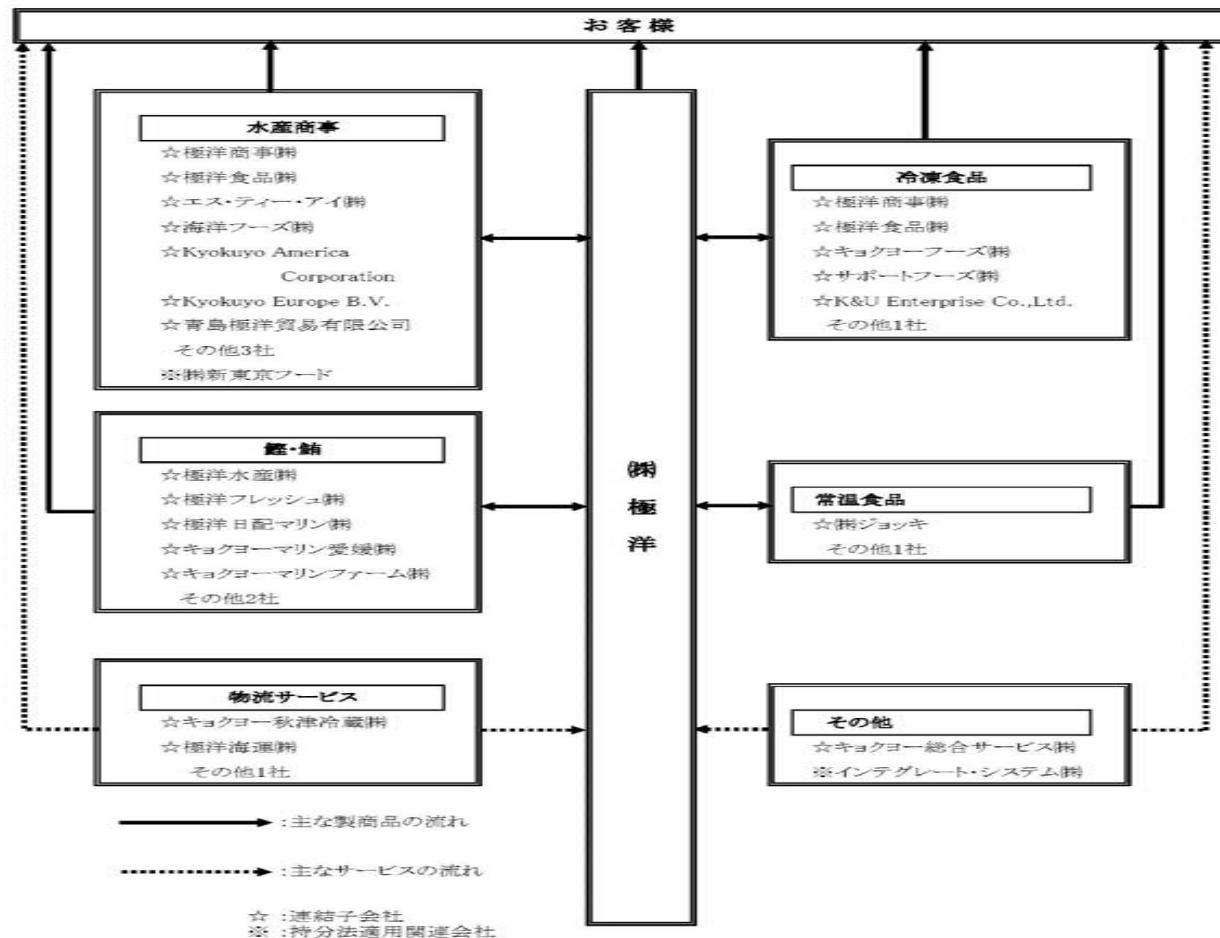 お客様
水産商事
☆極洋商事㈱
☆極洋食品㈱
☆エス・ティー・アイ㈱
☆海洋フーズ㈱
☆Kyokuyo America
Corporation
☆Kyokuyo Europe B.V.
☆青島極洋貿易有限公司
その他3社
※㈱新東京フード
鰹・鮪
☆極洋水産㈱
☆極洋フレッシュ㈱
☆極洋日配マリン㈱
☆キョクヨーマリン愛媛㈱
☆キョクヨーマリンファーム㈱
その他2社
物流サービス
☆キョクヨー秋津冷蔵㈱
☆極洋海運㈱
その他1社
㈱極洋
冷凍食品
☆極洋商事㈱
☆極洋食品㈱
☆キョクヨーフーズ㈱
☆サポートフーズ㈱
☆K&U Enterprise Co.,Ltd.
その他1社
常温食品
☆㈱ジョッキ
その他1社
その他
☆キョクヨー総合サービス㈱
※インテグレート・システム㈱
:主な製商品の流れ
:主なサービスの流れ
☆:連結子会社
※:持分法適用関連会社